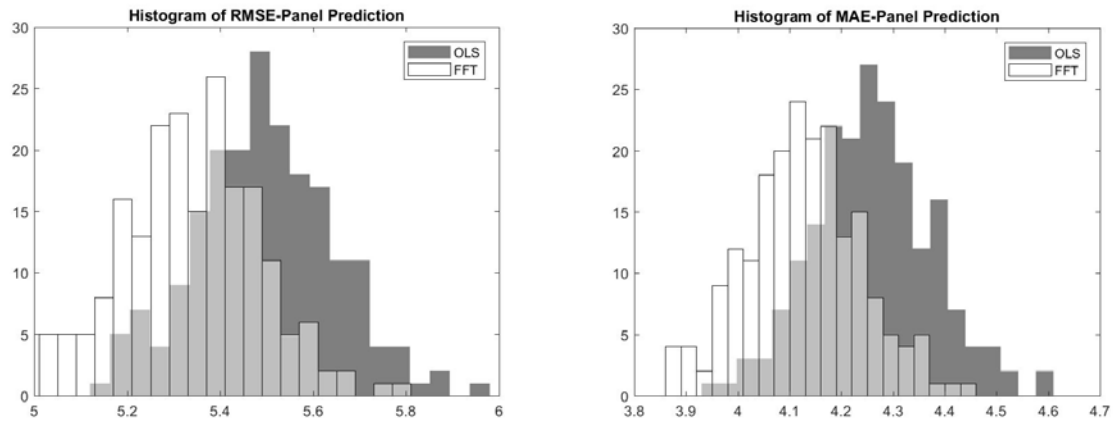 Histogram of RMSE-Panel Prediction
30
25
20
15
10
5
0
OLS
FFT
5 5.2 5.4 5.6 5.8 6
Histogram of MAE-Panel Prediction
30
25
20
15
10
5
0
OLS
FFT
3.8 3.9 4 4.1 4.2 4.3 4.4 4.5 4.6 4.7